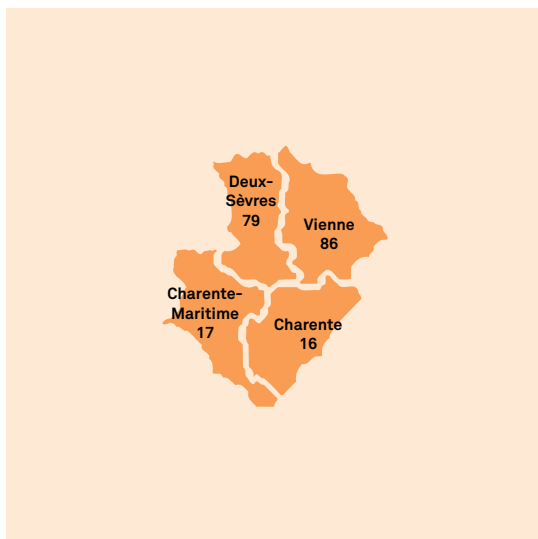 Deux-
Sèvres
79
Vienne
86
Charente-
Maritime
17
Charente
16